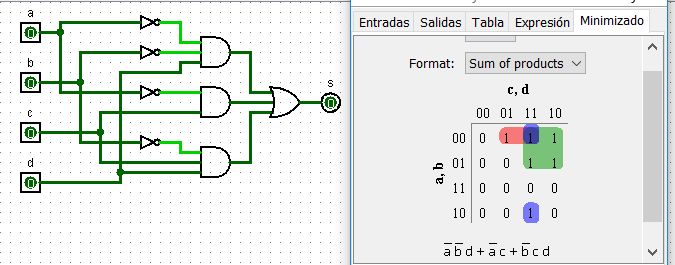 a
b
c
d
s
Entradas Salidas Tabla Expresión Minimizado
Format: Sum of products
c, d
00 01 11 10
a, b
00 0 1 1 1
01 0 0 1 1
11 0 0 0 0
10 0 0 1 0
a̅ b̅ d + a̅ c + b̅ c d